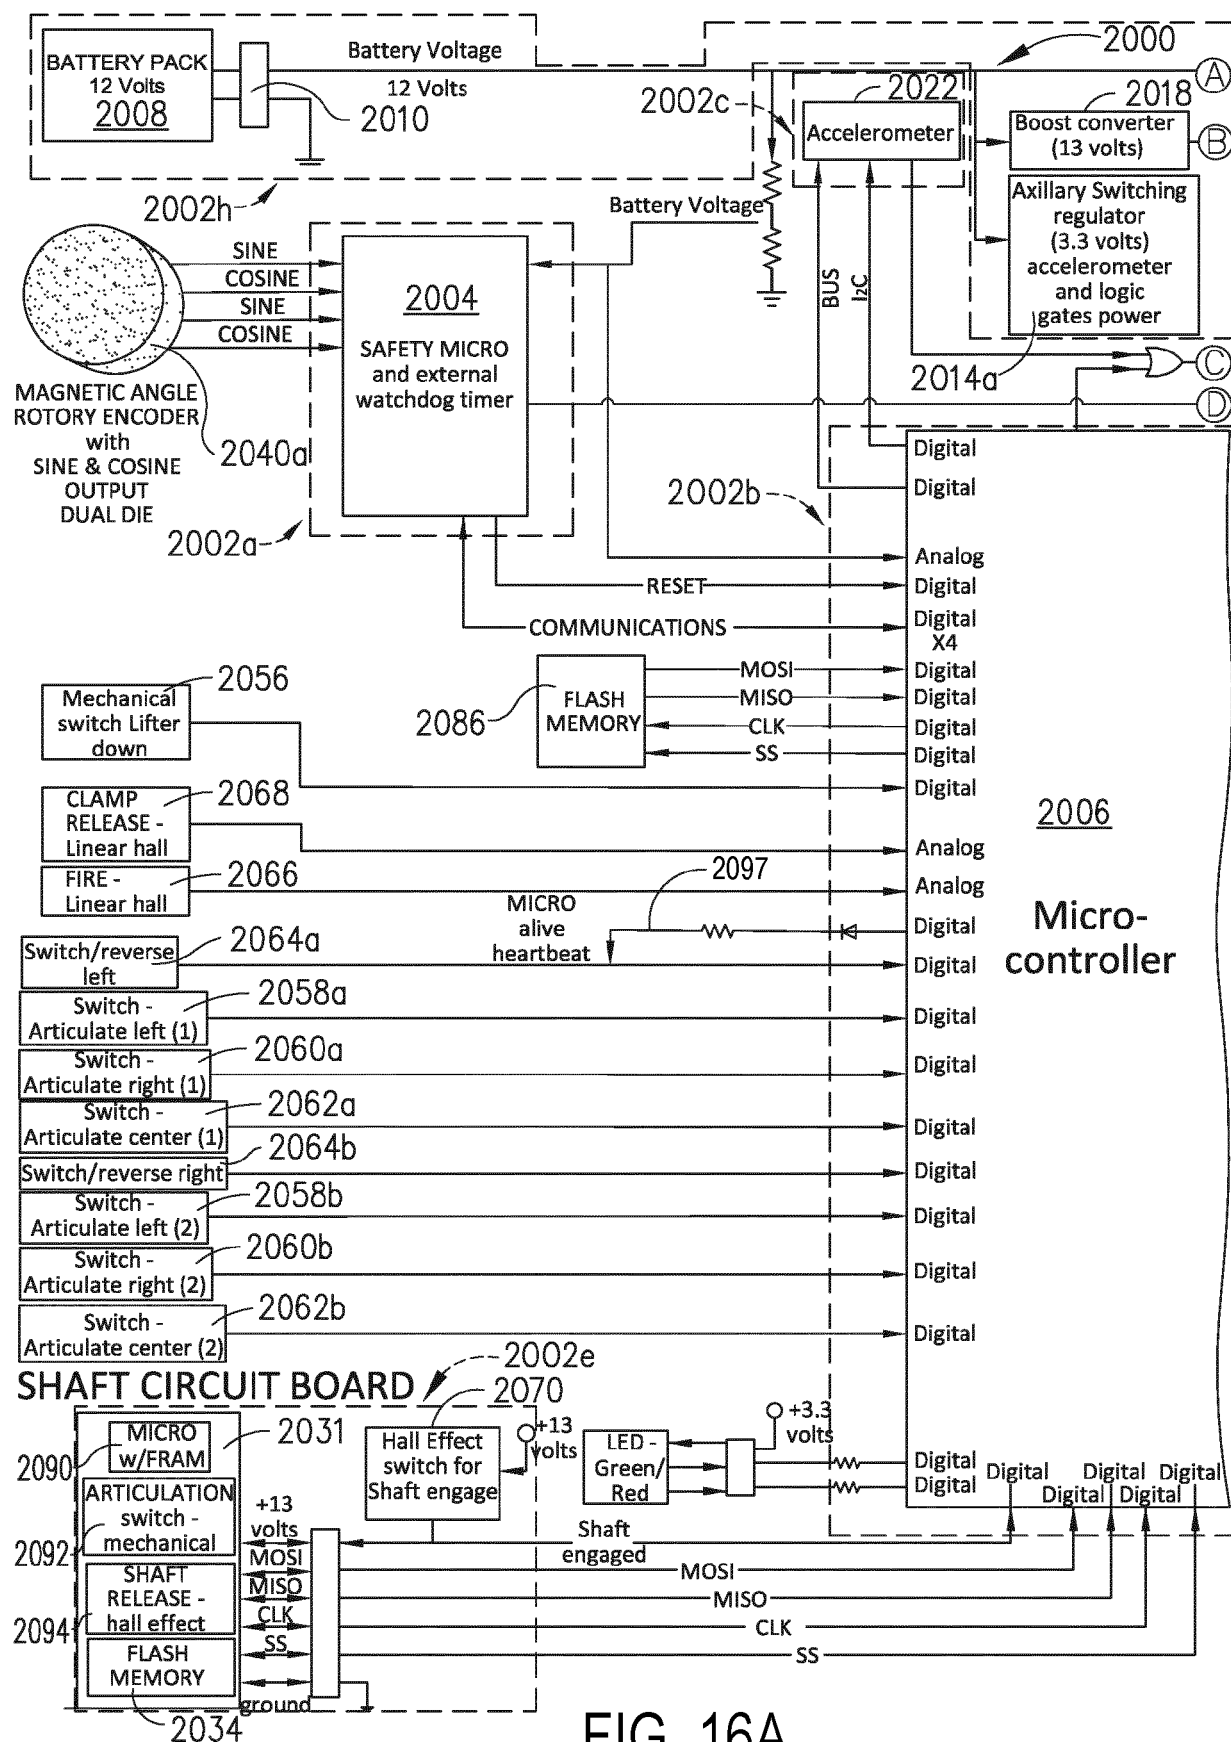 BATTERY PACK
12 Volts
2008
2010
Battery Voltage
12 Volts
2000
A
2002c
2022
Accelerometer
2018
Boost converter
(13 volts)
B
2002h
Battery Voltage
Axillary Switching
regulator
(3.3 volts)
accelerometer
and logic
gates power
2014a
BUS
I2C
C
D
SINE
COSINE
SINE
COSINE
2004
SAFETY MICRO
and external
watchdog timer
MAGNETIC ANGLE
ROTORY ENCODER
with
SINE & COSINE
OUTPUT
DUAL DIE
2040a
2002a
2002b
Digital
Digital
Analog
RESET
Digital
COMMUNICATIONS
Digital
X4
2086
FLASH
MEMORY
MOSI
Digital
MISO
Digital
CLK
Digital
SS
Digital
Mechanical
switch Lifter
down
2056
Digital
2006
Micro-
controller
CLAMP
RELEASE -
Linear hall
2068
Analog
FIRE -
Linear hall
2066
Analog
MICRO
alive
heartbeat
2097
Digital
Switch/reverse
left
2064a
Digital
Switch -
Articulate left (1)
2058a
Digital
Switch -
Articulate right (1)
2060a
Digital
Switch -
Articulate center (1)
2062a
Digital
Switch/reverse right
2064b
Digital
Switch -
Articulate left (2)
2058b
Digital
Switch -
Articulate right (2)
2060b
Digital
Switch -
Articulate center (2)
2062b
Digital
SHAFT CIRCUIT BOARD
2002e
2070
Hall Effect
switch for
Shaft engage
+13
volts
LED -
Green/
Red
+3.3
volts
Digital
Digital
Digital
Digital
Digital
Digital
Digital
MICRO
w/FRAM
2031
2090
ARTICULATION
switch -
mechanical
2092
SHAFT
RELEASE -
hall effect
2094
FLASH
MEMORY
2034
+13
volts
MOSI
MISO
CLK
SS
ground
Shaft
engaged
MOSI
MISO
CLK
SS
FIG. 16A